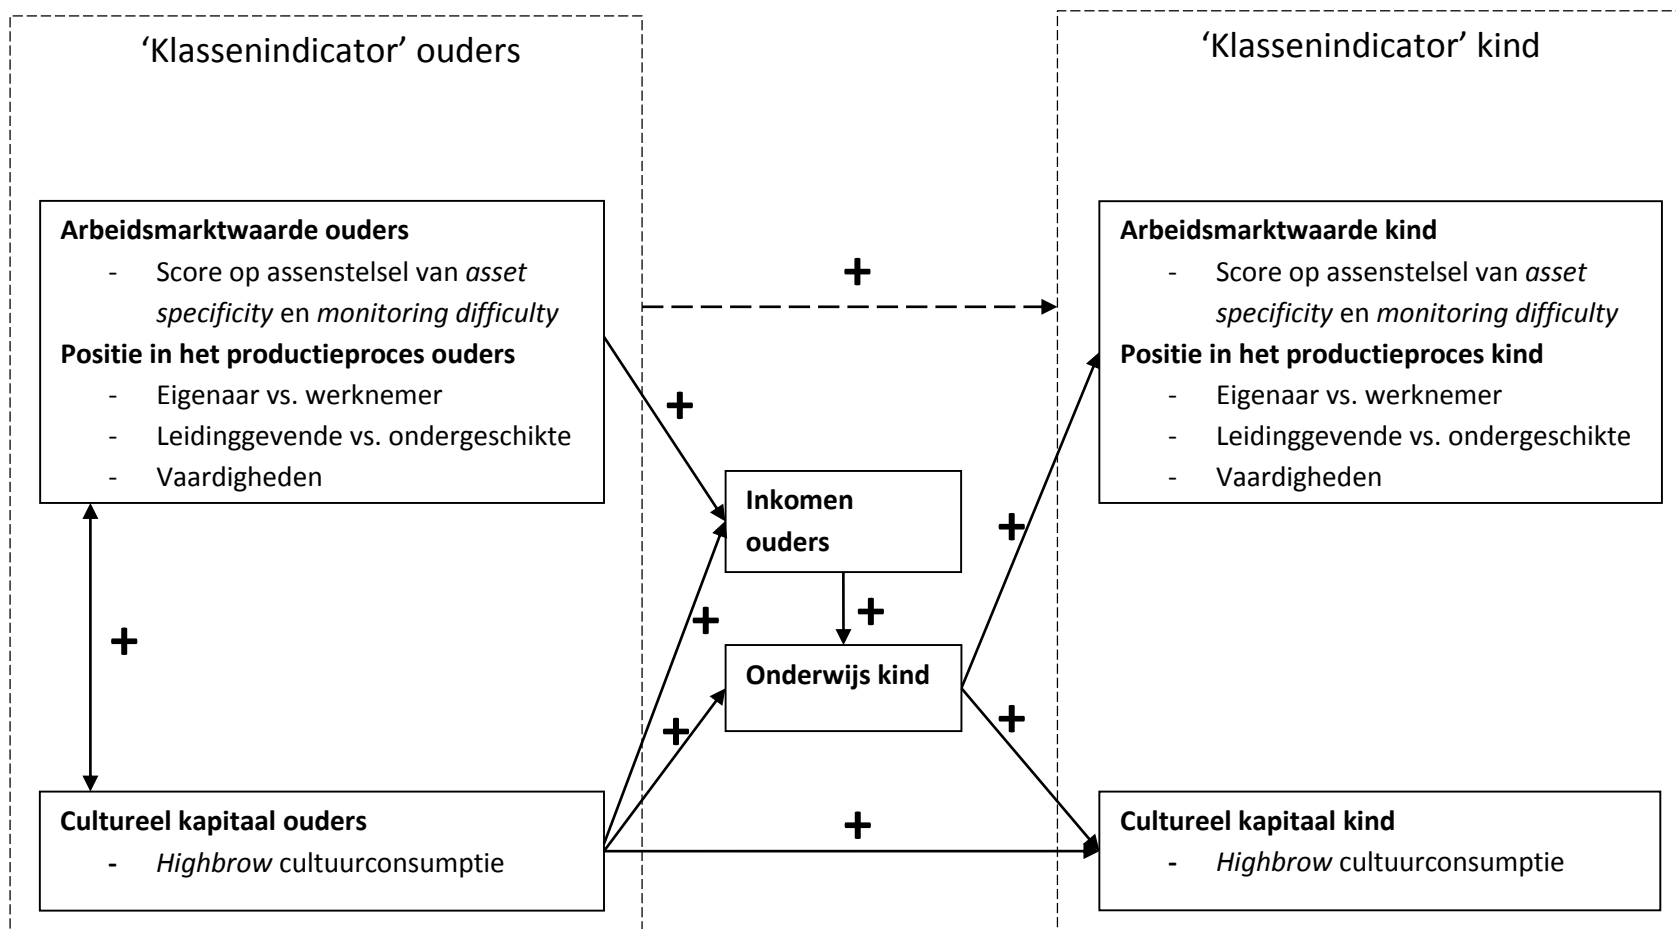 ‘Klassenindicator’ ouders
‘Klassenindicator’ kind
Arbeidsmarktwaarde ouders
- Score op assenstelsel van asset
specificity en monitoring difficulty
Positie in het productieproces ouders
- Eigenaar vs. werknemer
- Leidinggevende vs. ondergeschikte
- Vaardigheden
+
Arbeidsmarktwaarde kind
- Score op assenstelsel van asset
specificity en monitoring difficulty
Positie in het productieproces kind
- Eigenaar vs. werknemer
- Leidinggevende vs. ondergeschikte
- Vaardigheden
+
Inkomen
ouders
+
+
+
+
Onderwijs kind
+
+
+
Cultureel kapitaal ouders
- Highbrow cultuurconsumptie
+
Cultureel kapitaal kind
- Highbrow cultuurconsumptie